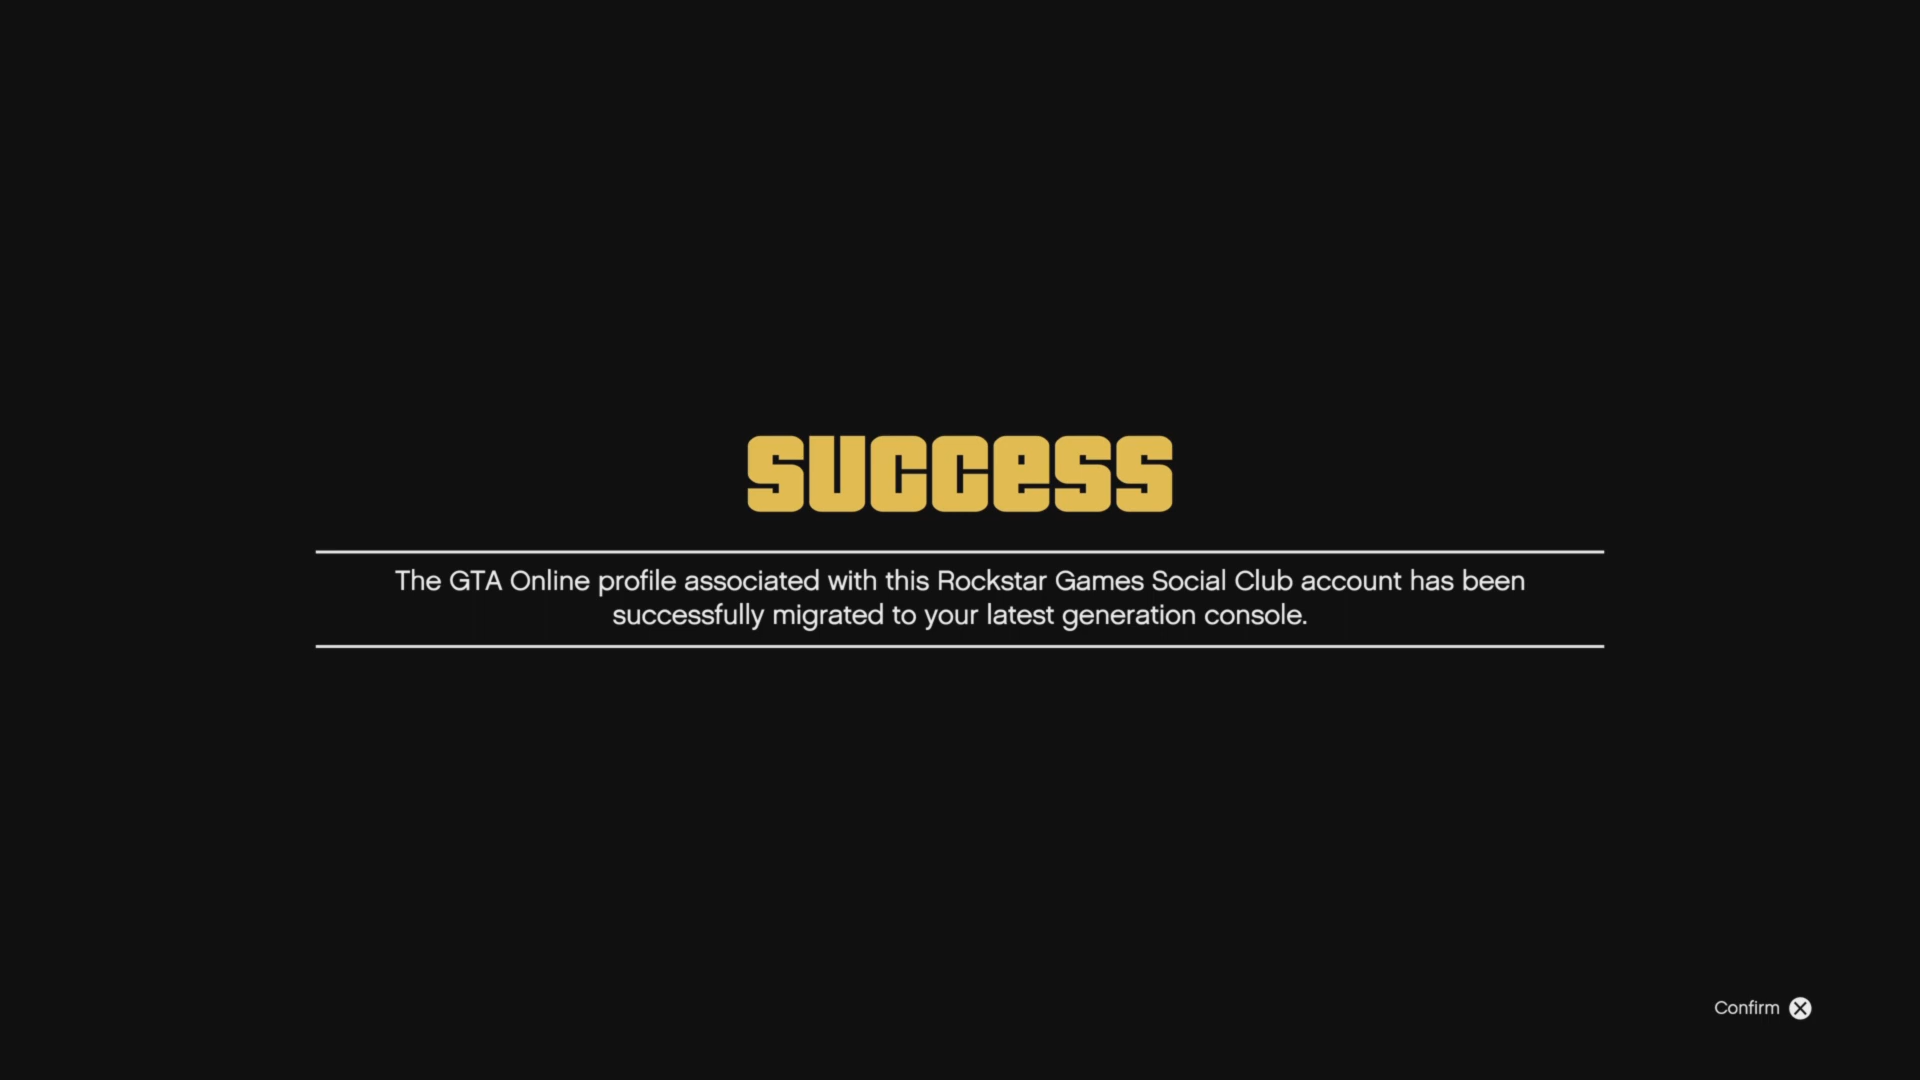 success
The GTA Online profile associated with this Rockstar Games Social Club account has been
successfully migrated to your latest generation console.
Confirm